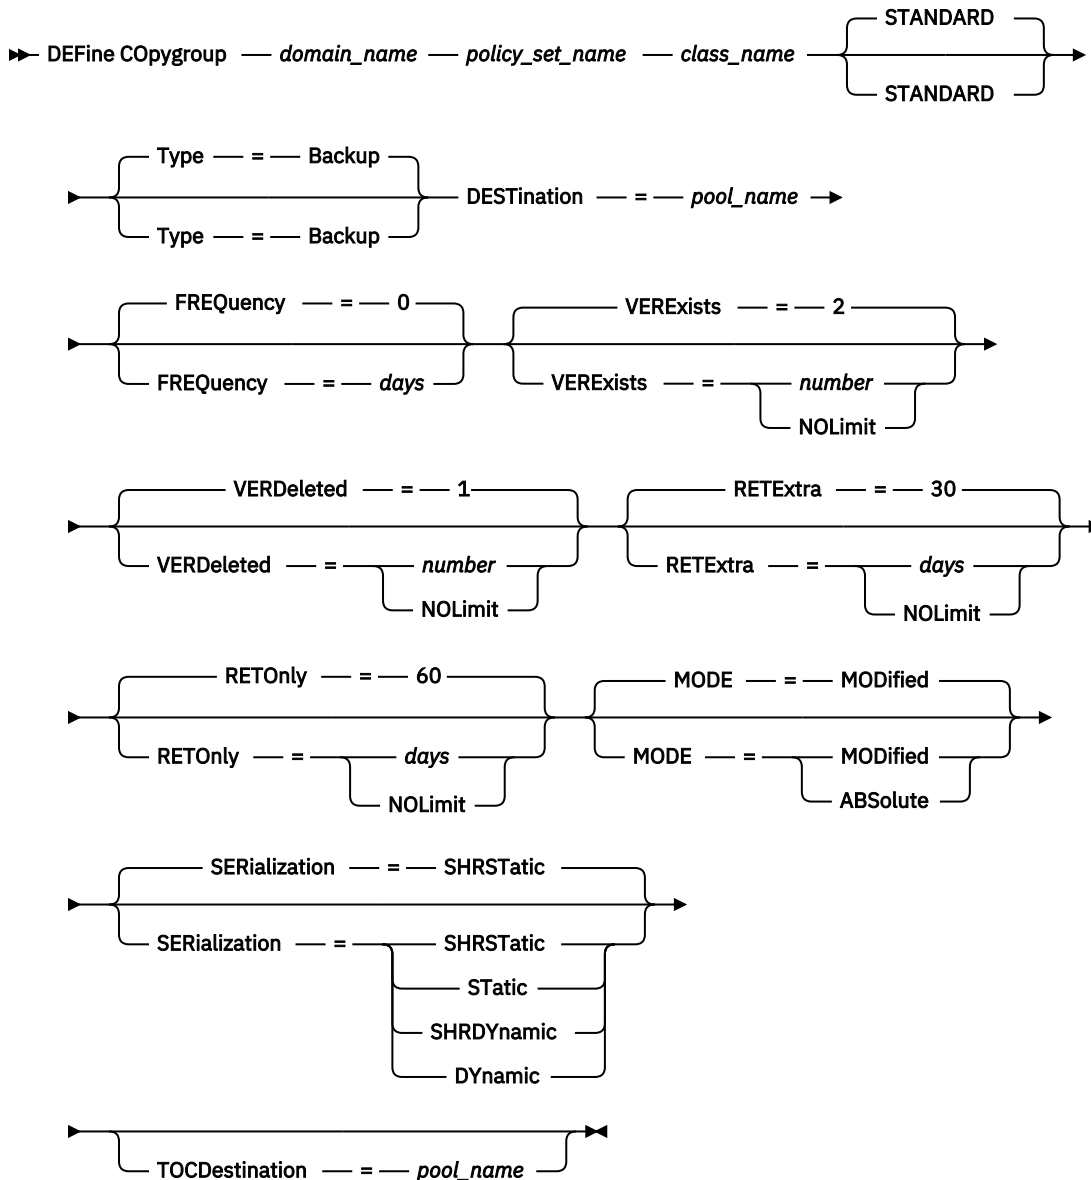 STANDARD
DEFine COpygroup domain_name policy_set_name class_name
STANDARD
Type = Backup
DESTination = pool_name
Type = Backup
FREQuency = 0 VERExists = 2
FREQuency = days VERExists = number
NOLimit
VERDeleted = 1 RETExtra = 30
VERDeleted = number RETExtra = days
NOLimit NOLimit
RETOnly = 60 MODE = MODified
RETOnly = days MODE = MODified
NOLimit ABSolute
SERialization = SHRSTatic
SERialization = SHRSTatic
STatic
SHRDYnamic
DYnamic
TOCDestination = pool_name